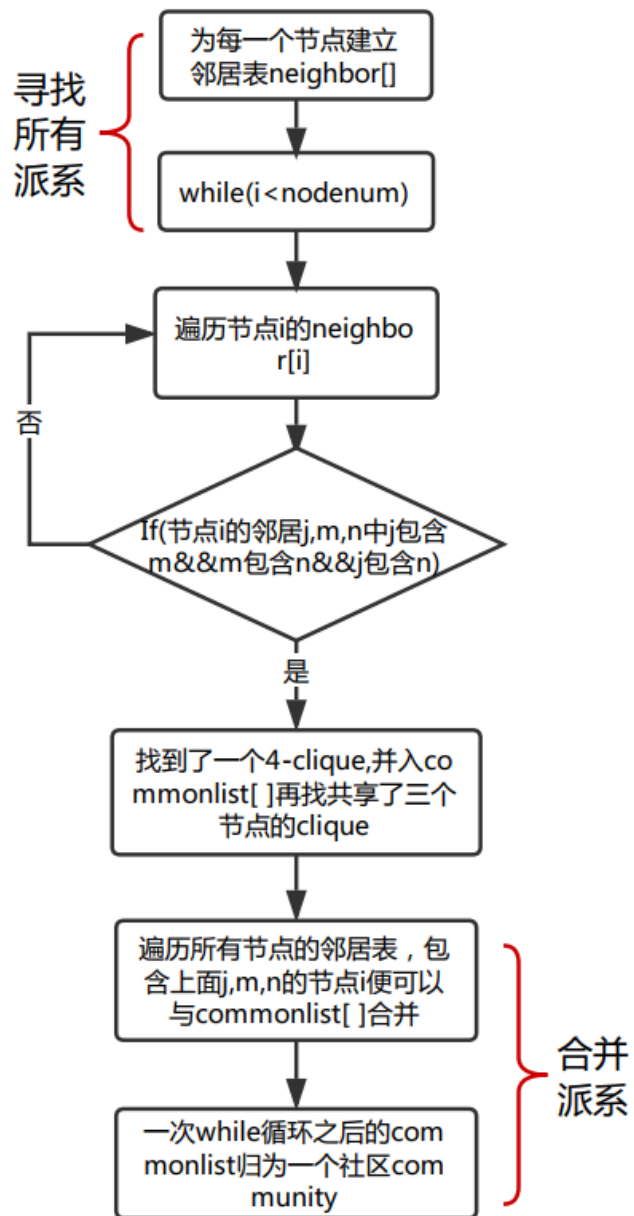 为每一个节点建立
邻居表neighbor[]
寻找
所有
派系
while(i<nodenum)
遍历节点i的neighbo
r[i]
否
If(节点i的邻居j,m,n中j包含
m&&m包含n&&j包含n)
是
找到了一个4-clique,并入co
mmonlist[ ]再找共享了三个
节点的clique
遍历所有节点的邻居表，包
含上面j,m,n的节点i便可以
与commonlist[ ]合并
合并
派系
一次while循环之后的com
monlist归为一个社区com
munity